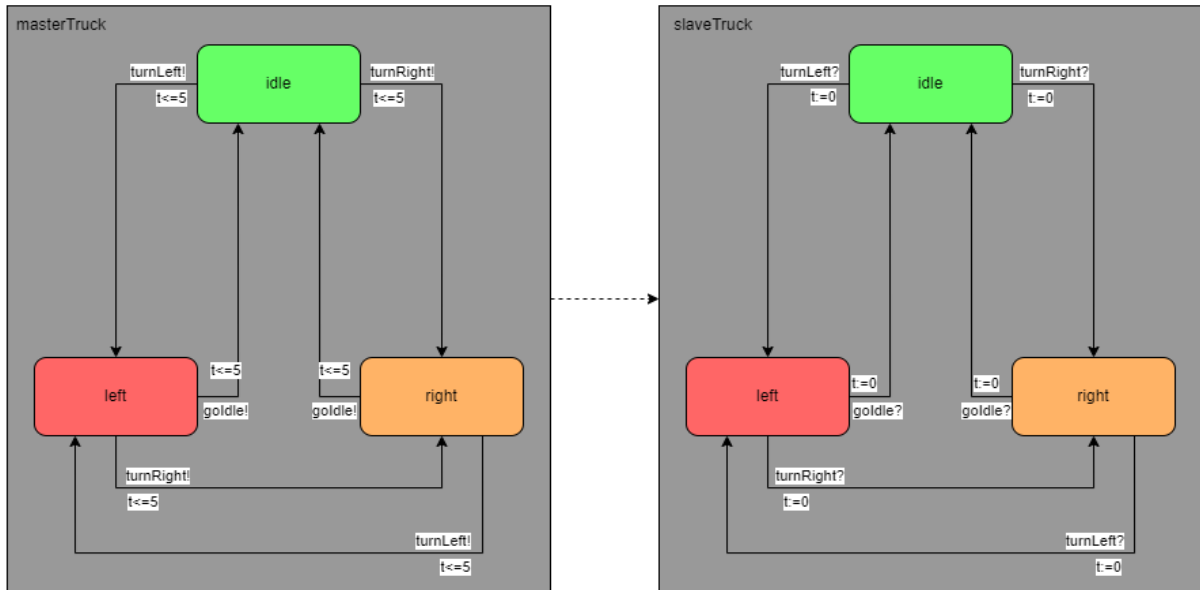 masterTruck
idle
turnLeft!
t<=5
turnRight!
t<=5
t<=5
goIdle!
t<=5
goIdle!
left
right
turnRight!
t<=5
turnLeft!
t<=5
slaveTruck
idle
turnLeft?
t:=0
turnRight?
t:=0
t:=0
goIdle?
t:=0
goIdle?
left
right
turnRight?
t:=0
turnLeft?
t:=0